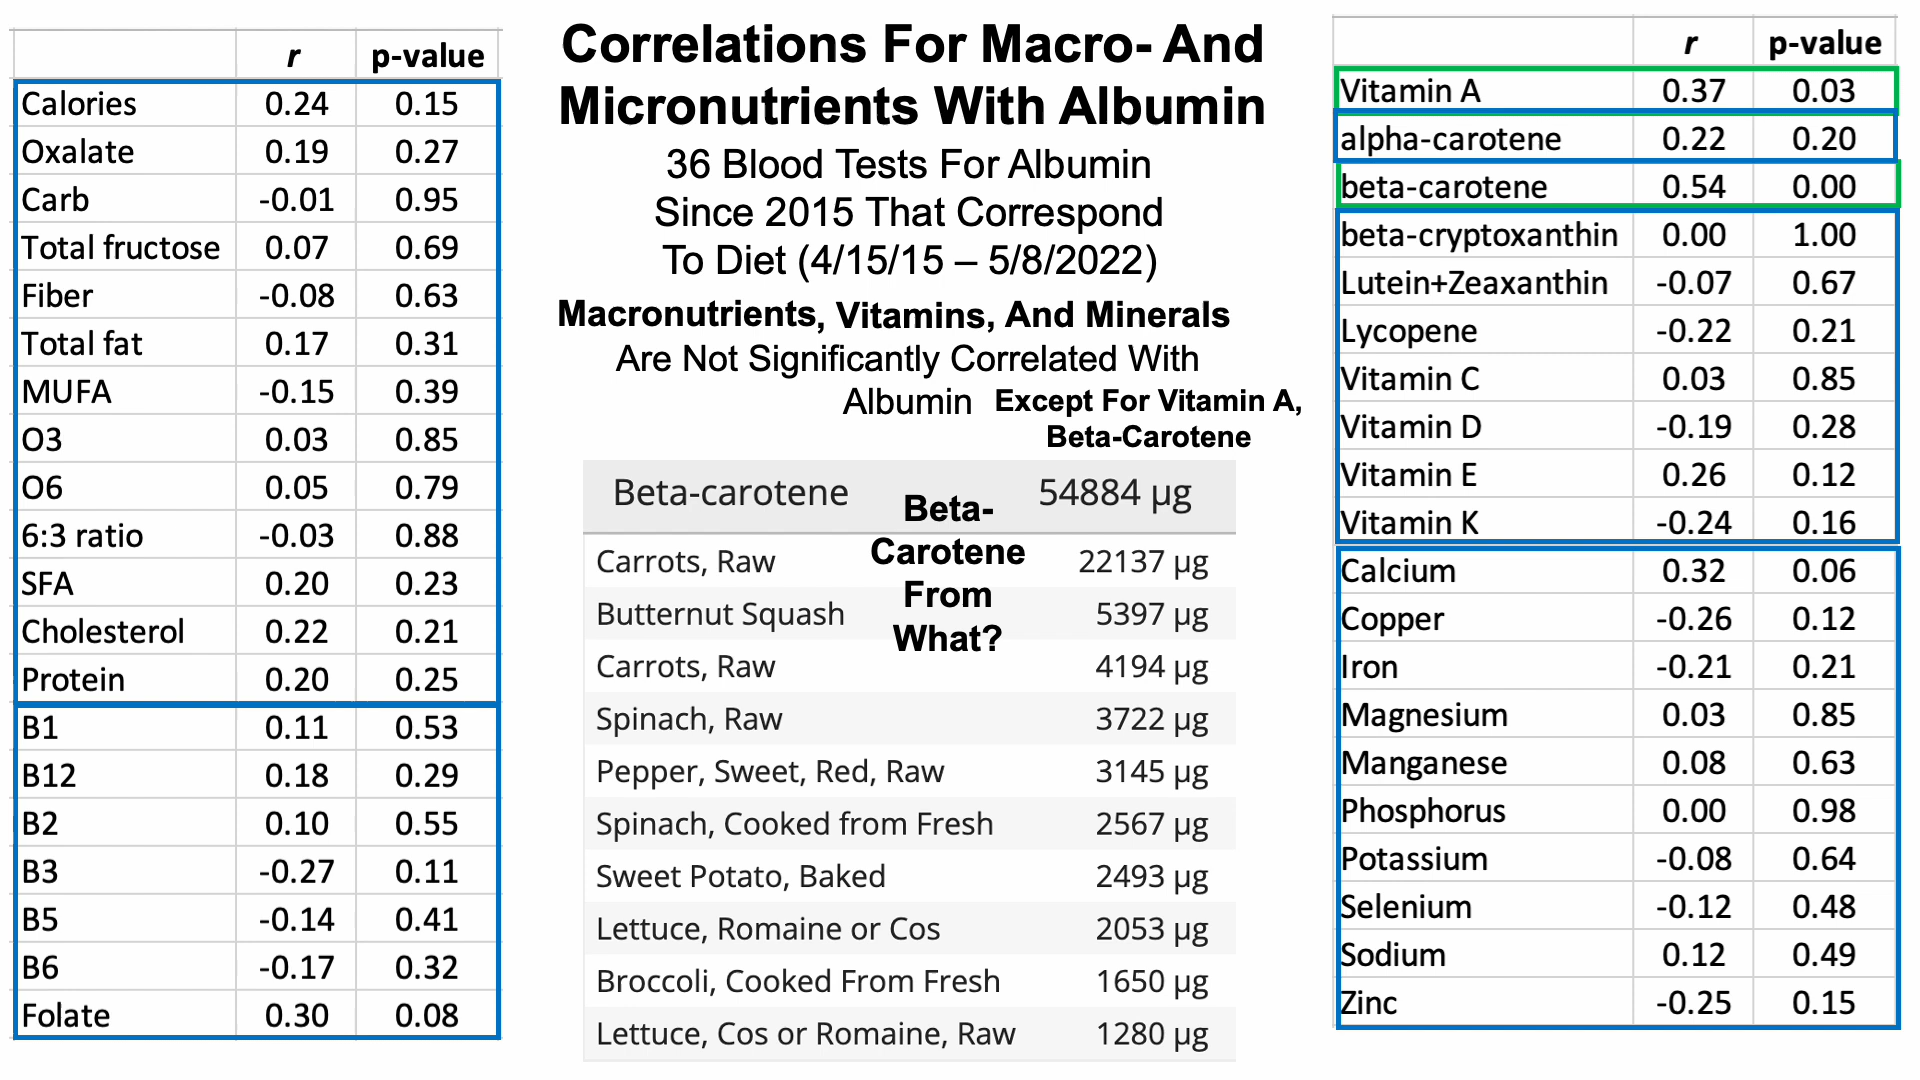 r p-value
Calories 0.24 0.15
Oxalate 0.19 0.27
Carb -0.01 0.95
Total fructose 0.07 0.69
Fiber -0.08 0.63
Total fat 0.17 0.31
MUFA -0.15 0.39
O3 0.03 0.85
O6 0.05 0.79
6:3 ratio -0.03 0.88
SFA 0.20 0.23
Cholesterol 0.22 0.21
Protein 0.20 0.25
B1 0.11 0.53
B12 0.18 0.29
B2 0.10 0.55
B3 -0.27 0.11
B5 -0.14 0.41
B6 -0.17 0.32
Folate 0.30 0.08
Correlations For Macro- And
Micronutrients With Albumin
36 Blood Tests For Albumin
Since 2015 That Correspond
To Diet (4/15/15 – 5/8/2022)
Macronutrients, Vitamins, And Minerals
Are Not Significantly Correlated With
Albumin Except For Vitamin A,
Beta-Carotene
Beta-carotene 54884 µg
Beta-
Carotene
From
What?
Carrots, Raw 22137 µg
Butternut Squash 5397 µg
Carrots, Raw 4194 µg
Spinach, Raw 3722 µg
Pepper, Sweet, Red, Raw 3145 µg
Spinach, Cooked from Fresh 2567 µg
Sweet Potato, Baked 2493 µg
Lettuce, Romaine or Cos 2053 µg
Broccoli, Cooked From Fresh 1650 µg
Lettuce, Cos or Romaine, Raw 1280 µg
r p-value
Vitamin A 0.37 0.03
alpha-carotene 0.22 0.20
beta-carotene 0.54 0.00
beta-cryptoxanthin 0.00 1.00
Lutein+Zeaxanthin -0.07 0.67
Lycopene -0.22 0.21
Vitamin C 0.03 0.85
Vitamin D -0.19 0.28
Vitamin E 0.26 0.12
Vitamin K -0.24 0.16
Calcium 0.32 0.06
Copper -0.26 0.12
Iron -0.21 0.21
Magnesium 0.03 0.85
Manganese 0.08 0.63
Phosphorus 0.00 0.98
Potassium -0.08 0.64
Selenium -0.12 0.48
Sodium 0.12 0.49
Zinc -0.25 0.15